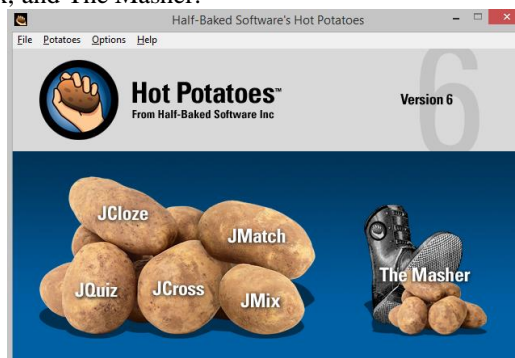 , and The Masher.
Half-Baked Software's Hot Potatoes
File Potatoes Options Help
Hot Potatoes™
From Half-Baked Software Inc
Version 6
6
JCloze
JMatch
JQuiz
JCross
JMix
The Masher